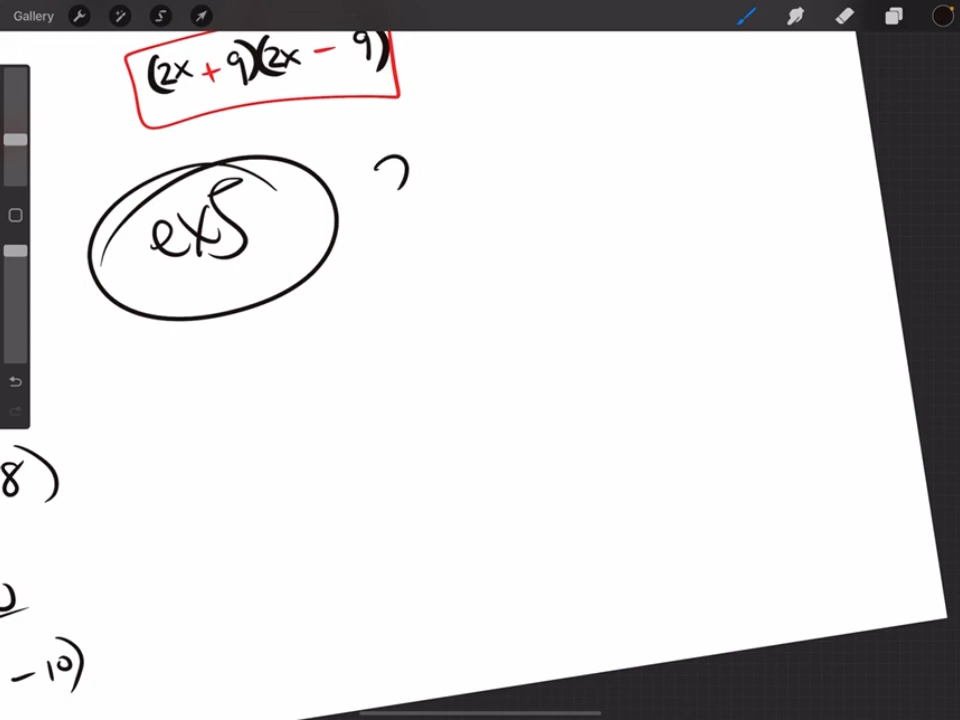 Gallery
(2x + 9)(2x - 9)
ex5
8)
- 10)